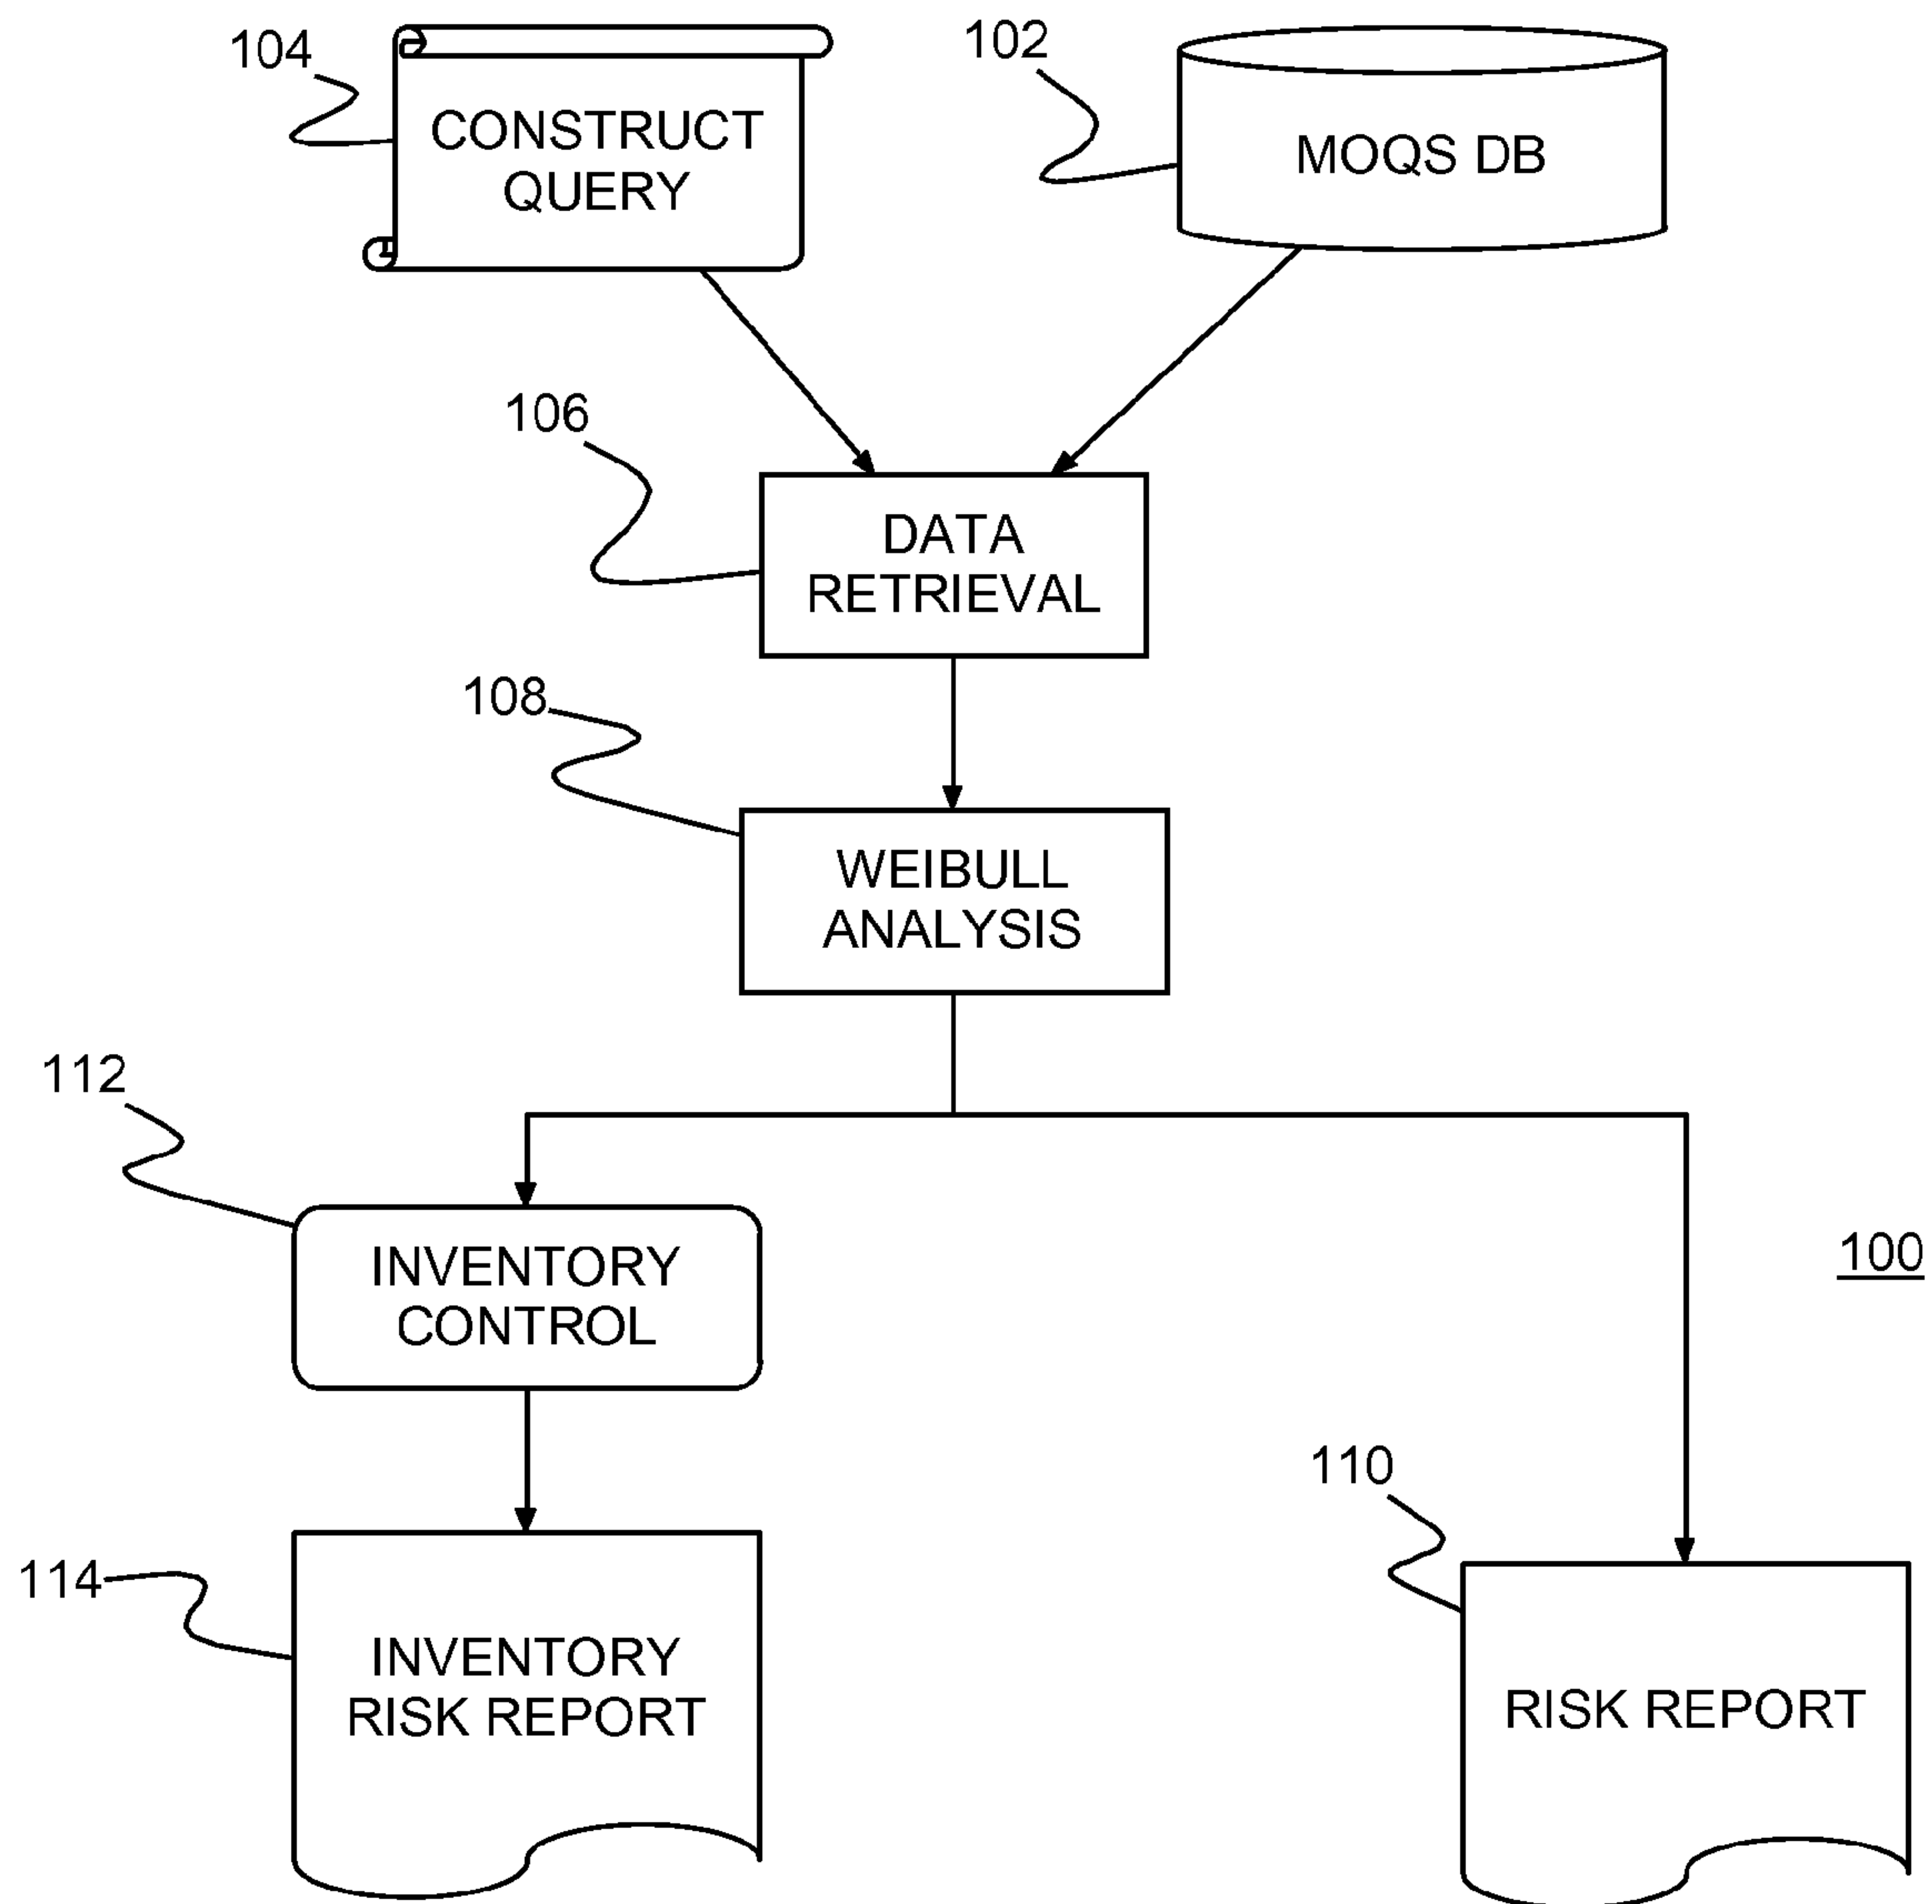 104
CONSTRUCT
QUERY
102
MOQS DB
106
DATA
RETRIEVAL
108
WEIBULL
ANALYSIS
112
INVENTORY
CONTROL
100
114
INVENTORY
RISK REPORT
110
RISK REPORT